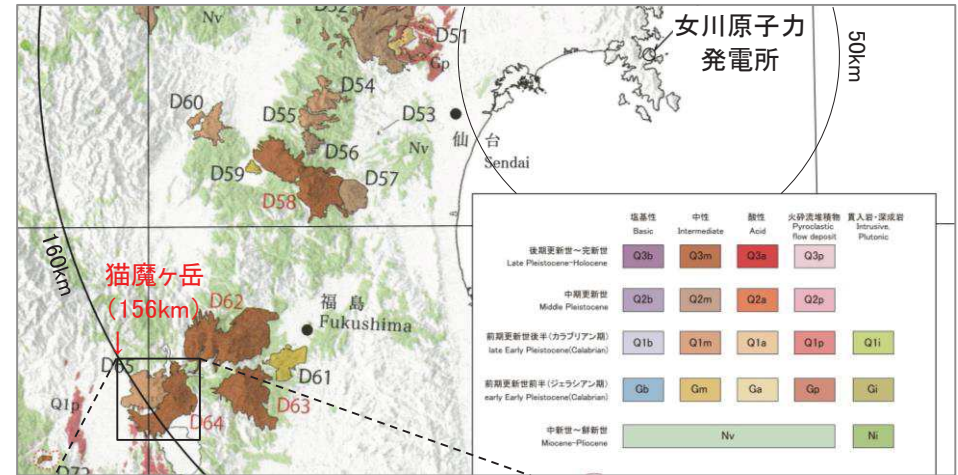 D52
Nv
D51
Gp
女川原子力
発電所
50km
D54
D60
D55
D53
仙 台
Sendai
D56
Nv
D59
D57
D58
160km
猫魔ヶ岳
(156km)
D62
福 島
Fukushima
D65
D61
Q1p
D63
D64
D73
塩基性
Basic
中性
Intermediate
酸性
Acid
火砕流堆積物
Pyroclastic
flow deposit
貫入岩・深成岩
Intrusive,
Plutonic
後期更新世～完新世
Late Pleistocene-Holocene
Q3b Q3m Q3a Q3p
中期更新世
Middle Pleistocene
Q2b Q2m Q2a Q2p
前期更新世後半(カラブリアン期)
late Early Pleistocene(Calabrian)
Q1b Q1m Q1a Q1p Q1i
前期更新世前半(ジェラシアン期)
early Early Pleistocene(Calabrian)
Gb Gm Ga Gp Gi
中新世～鮮新世
Miocene-Pliocene
Nv Ni